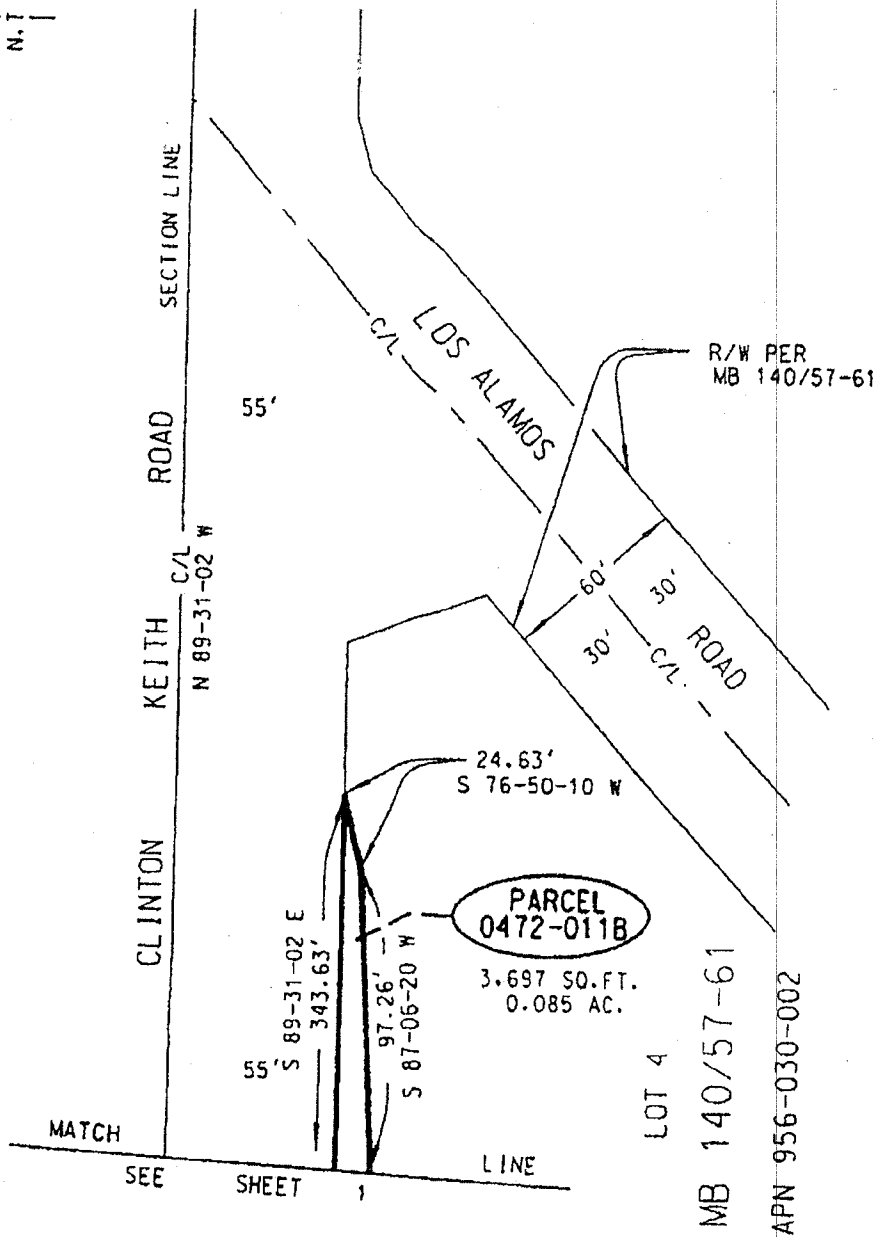 N.T
CLINTON KEITH ROAD SECTION LINE
C/L
N 89-31-02 W
55'
C/L
LOS ALAMOS
ROAD
C/L
60'
30'
30'
R/W PER
MB 140/57-61
24.63'
S 76-50-10 W
PARCEL
0472-011B
3.697 SQ.FT.
0.085 AC.
S 89-31-02 E
343.63'
97.26'
S 87-06-20 W
55'
MATCH LINE
SEE SHEET 1
LOT 4
MB 140/57-61
APN 956-030-002